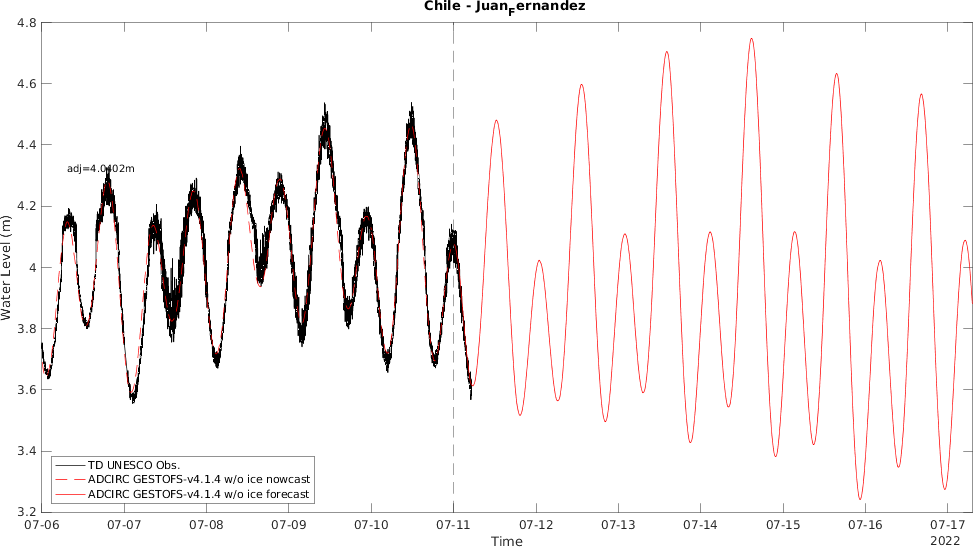 Chile - Juan_Fernandez
4.8
4.6
4.4
4.2
4
3.8
3.6
3.4
3.2
Water Level (m)
adj=4.0402m
TD UNESCO Obs.
ADCIRC GESTOFS-v4.1.4 w/o ice nowcast
ADCIRC GESTOFS-v4.1.4 w/o ice forecast
07-06 07-07 07-08 07-09 07-10 07-11 07-12 07-13 07-14 07-15 07-16 07-17
Time
2022